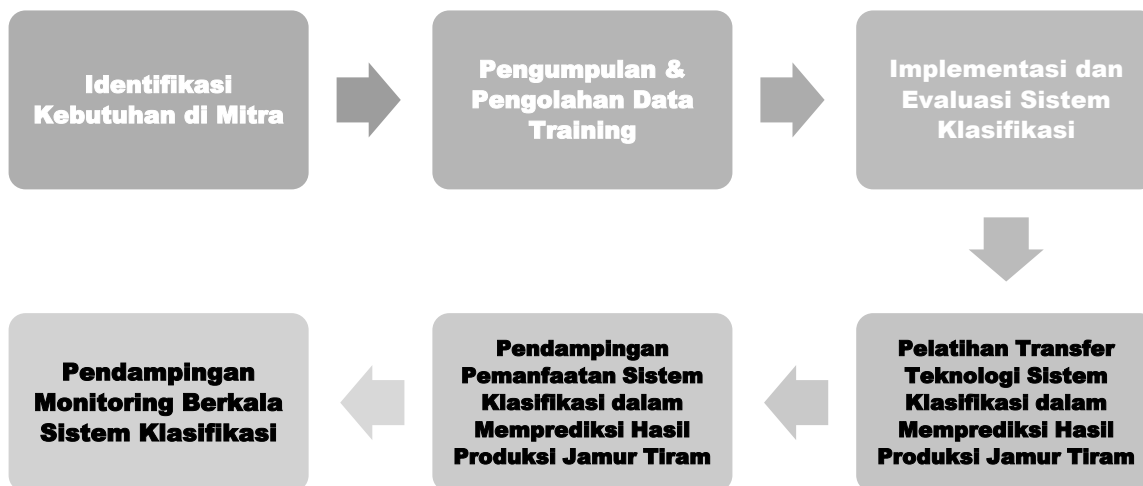 Identifikasi
Kebutuhan di Mitra
Pengumpulan &
Pengolahan Data
Training
Implementasi dan
Evaluasi Sistem
Klasifikasi
Pelatihan Transfer
Teknologi Sistem
Klasifikasi dalam
Memprediksi Hasil
Produksi Jamur Tiram
Pendampingan
Pemanfaatan Sistem
Klasifikasi dalam
Memprediksi Hasil
Produksi Jamur Tiram
Pendampingan
Monitoring Berkala
Sistem Klasifikasi